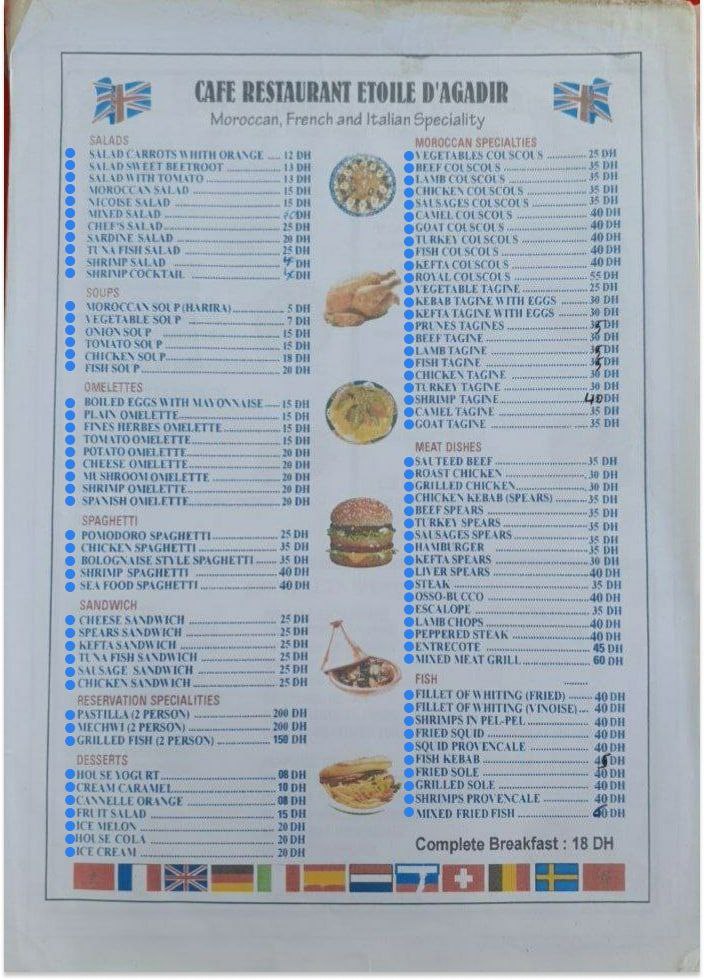 CAFE RESTAURANT ETOILE D'AGADIR
Moroccan, French and Italian Speciality
SALADS
SALAD CARROTS WHITH ORANGE .... 12 DH
SALAD SWEET BEETROOT .... 13 DH
SALAD WITH TOMATO .... 13 DH
MOROCCAN SALAD .... 15 DH
NICOISE SALAD .... 15 DH
MIXED SALAD .... DH
CHEF'S SALAD .... 25 DH
SARDINE SALAD .... 20 DH
TUNA FISH SALAD .... 25 DH
SHRIMP SALAD .... DH
SHRIMP COCKTAIL .... DH
SOUPS
MOROCCAN SOUP (HARIRA) .... 5 DH
VEGETABLE SOUP .... 7 DH
ONION SOUP .... 15 DH
TOMATO SOUP .... 15 DH
CHICKEN SOUP .... 18 DH
FISH SOUP .... 20 DH
OMELETTES
BOILED EGGS WITH MAYONNAISE .... 15 DH
PLAIN OMELETTE .... 15 DH
FINES HERBES OMELETTE .... 15 DH
TOMATO OMELETTE .... 15 DH
POTATO OMELETTE .... 20 DH
CHEESE OMELETTE .... 20 DH
MUSHROOM OMELETTE .... 20 DH
SHRIMP OMELETTE .... 20 DH
SPANISH OMELETTE .... 20 DH
SPAGHETTI
POMODORO SPAGHETTI .... 25 DH
CHICKEN SPAGHETTI .... 35 DH
BOLOGNAISE STYLE SPAGHETTI .... 35 DH
SHRIMP SPAGHETTI .... 40 DH
SEA FOOD SPAGHETTI .... 40 DH
SANDWICH
CHEESE SANDWICH .... 25 DH
SPEARS SANDWICH .... 25 DH
KEFTA SANDWICH .... 25 DH
TUNA FISH SANDWICH .... 25 DH
SAUSAGE SANDWICH .... 25 DH
CHICKEN SANDWICH .... 25 DH
RESERVATION SPECIALITIES
PASTILLA (2 PERSON) .... 200 DH
MECHWI (2 PERSON) .... 200 DH
GRILLED FISH (2 PERSON) .... 150 DH
DESSERTS
HOUSE YOGURT .... 08 DH
CREAM CARAMEL .... 10 DH
CANNELLE ORANGE .... 08 DH
FRUIT SALAD .... 15 DH
ICE MELON .... 20 DH
HOUSE COLA .... 20 DH
ICE CREAM .... 20 DH
MOROCCAN SPECIALTIES
VEGETABLES COUSCOUS .... 25 DH
BEEF COUSCOUS .... 35 DH
LAMB COUSCOUS .... 35 DH
CHICKEN COUSCOUS .... 35 DH
SAUSAGES COUSCOUS .... 35 DH
CAMEL COUSCOUS .... 40 DH
GOAT COUSCOUS .... 40 DH
TURKEY COUSCOUS .... 40 DH
FISH COUSCOUS .... 40 DH
KEFTA COUSCOUS .... 40 DH
ROYAL COUSCOUS .... 55 DH
VEGETABLE TAGINE .... 25 DH
KEBAB TAGINE WITH EGGS .... 30 DH
KEFTA TAGINE WITH EGGS .... 30 DH
PRUNES TAGINES .... 35 DH
BEEF TAGINE .... 30 DH
LAMB TAGINE .... 35 DH
FISH TAGINE .... 35 DH
CHICKEN TAGINE .... 30 DH
TURKEY TAGINE .... 30 DH
SHRIMP TAGINE .... 40 DH
CAMEL TAGINE .... 35 DH
GOAT TAGINE .... 35 DH
MEAT DISHES
SAUTEED BEEF .... 35 DH
ROAST CHICKEN .... 30 DH
GRILLED CHICKEN .... 30 DH
CHICKEN KEBAB (SPEARS) .... 35 DH
BEEF SPEARS .... 35 DH
TURKEY SPEARS .... 35 DH
SAUSAGES SPEARS .... 35 DH
HAMBURGER .... 35 DH
KEFTA SPEARS .... 30 DH
LIVER SPEARS .... 40 DH
STEAK .... 35 DH
OSSO-BUCCO .... 40 DH
ESCALOPE .... 35 DH
LAMB CHOPS .... 40 DH
PEPPERED STEAK .... 40 DH
ENTRECOTE .... 45 DH
MIXED MEAT GRILL .... 60 DH
FISH
FILLET OF WHITING (FRIED) .... 40 DH
FILLET OF WHITING (VINOISE) .... 40 DH
SHRIMPS IN PEL-PEL .... 40 DH
FRIED SQUID .... 40 DH
SQUID PROVENCALE .... 40 DH
FISH KEBAB .... DH
FRIED SOLE .... 40 DH
GRILLED SOLE .... 40 DH
SHRIMPS PROVENCALE .... 40 DH
MIXED FRIED FISH .... DH
Complete Breakfast : 18 DH